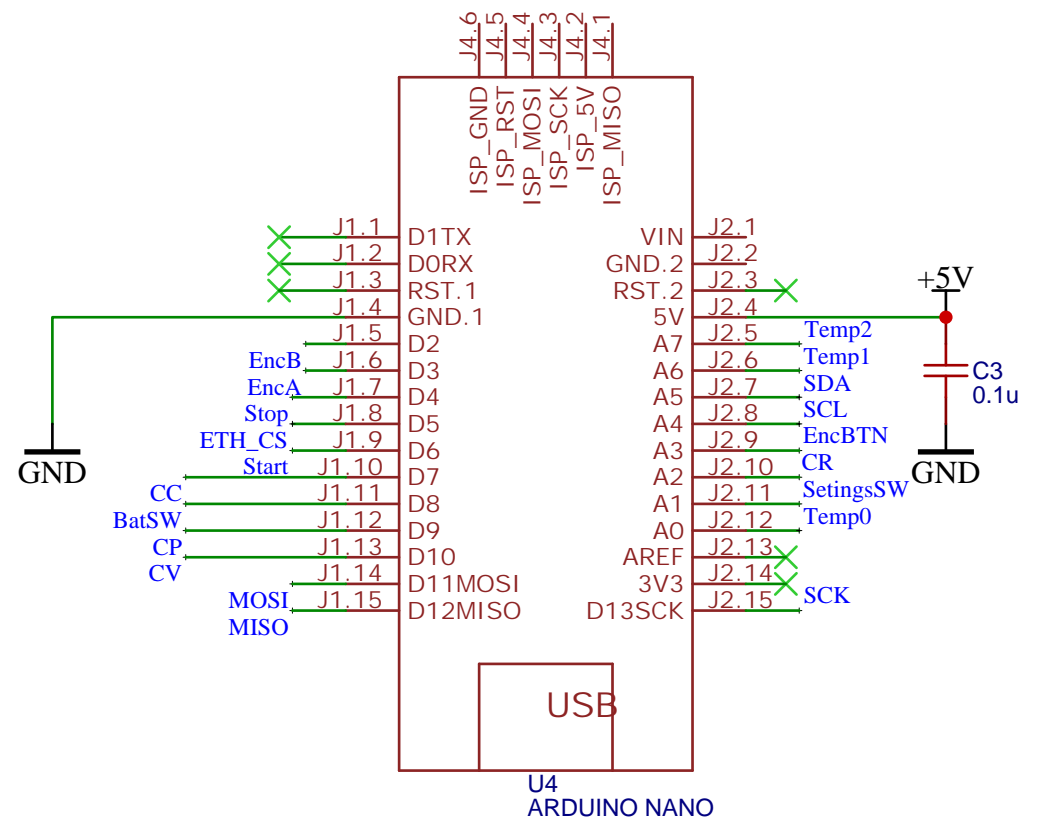 J4.6 J4.5 J4.4 J4.3 J4.2 J4.1
ISP_GND ISP_RST ISP_MOSI ISP_SCK ISP_5V ISP_MISO
J1.1 D1TX VIN J2.1
J1.2 D0RX GND.2 J2.2
J1.3 RST.1 RST.2 J2.3
+5V
J1.4 GND.1 5V J2.4
J1.5 D2 A7 J2.5 Temp2
EncB J1.6 D3 A6 J2.6 Temp1
EncA J1.7 D4 A5 J2.7 SDA
C3
0.1u
Stop J1.8 D5 A4 J2.8 SCL
ETH_CS J1.9 D6 A3 J2.9 EncBTN
GND Start J1.10 D7 A2 J2.10 CR GND
CC J1.11 D8 A1 J2.11 SetingsSW
BatSW J1.12 D9 A0 J2.12 Temp0
CP J1.13 D10 AREF J2.13
CV J1.14 D11MOSI 3V3 J2.14
MOSI J1.15 D12MISO D13SCK J2.15 SCK
MISO
USB
U4
ARDUINO NANO